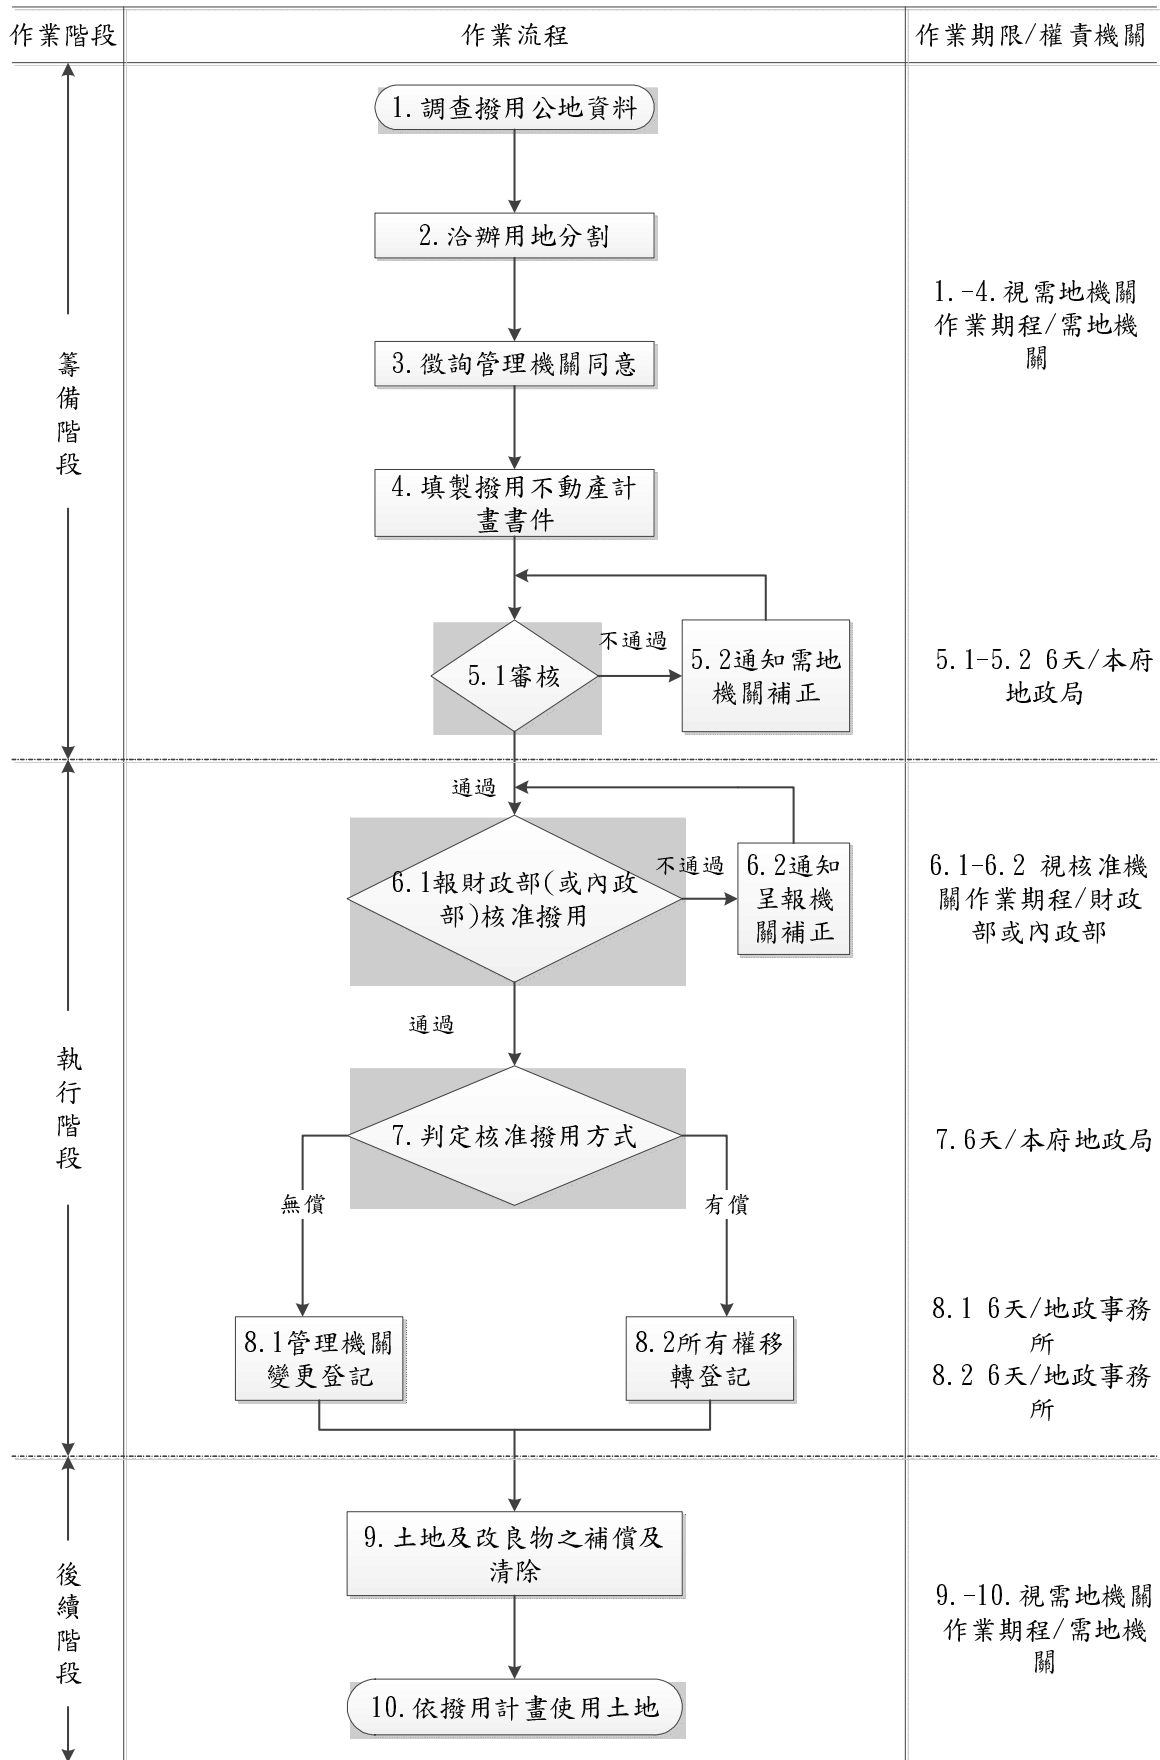 作業階段
作業流程
作業期限/權責機關
籌備階段
1.調查撥用公地資料
2.洽辦用地分割
3.徵詢管理機關同意
4.填製撥用不動產計
畫書件
1.-4.視需地機關
作業期程/需地機
關
5.1審核
不通過
5.2通知需地
機關補正
5.1-5.2 6天/本府
地政局
執行階段
通過
6.1報財政部(或內政
部)核准撥用
不通過
6.2通知
呈報機
關補正
6.1-6.2 視核准機
關作業期程/財政
部或內政部
通過
7.判定核准撥用方式
7.6天/本府地政局
無償
有償
8.1管理機關
變更登記
8.2所有權移
轉登記
8.1 6天/地政事務
所
8.2 6天/地政事務
所
後續階段
9.土地及改良物之補償及
清除
10.依撥用計畫使用土地
9.-10.視需地機關
作業期程/需地機
關